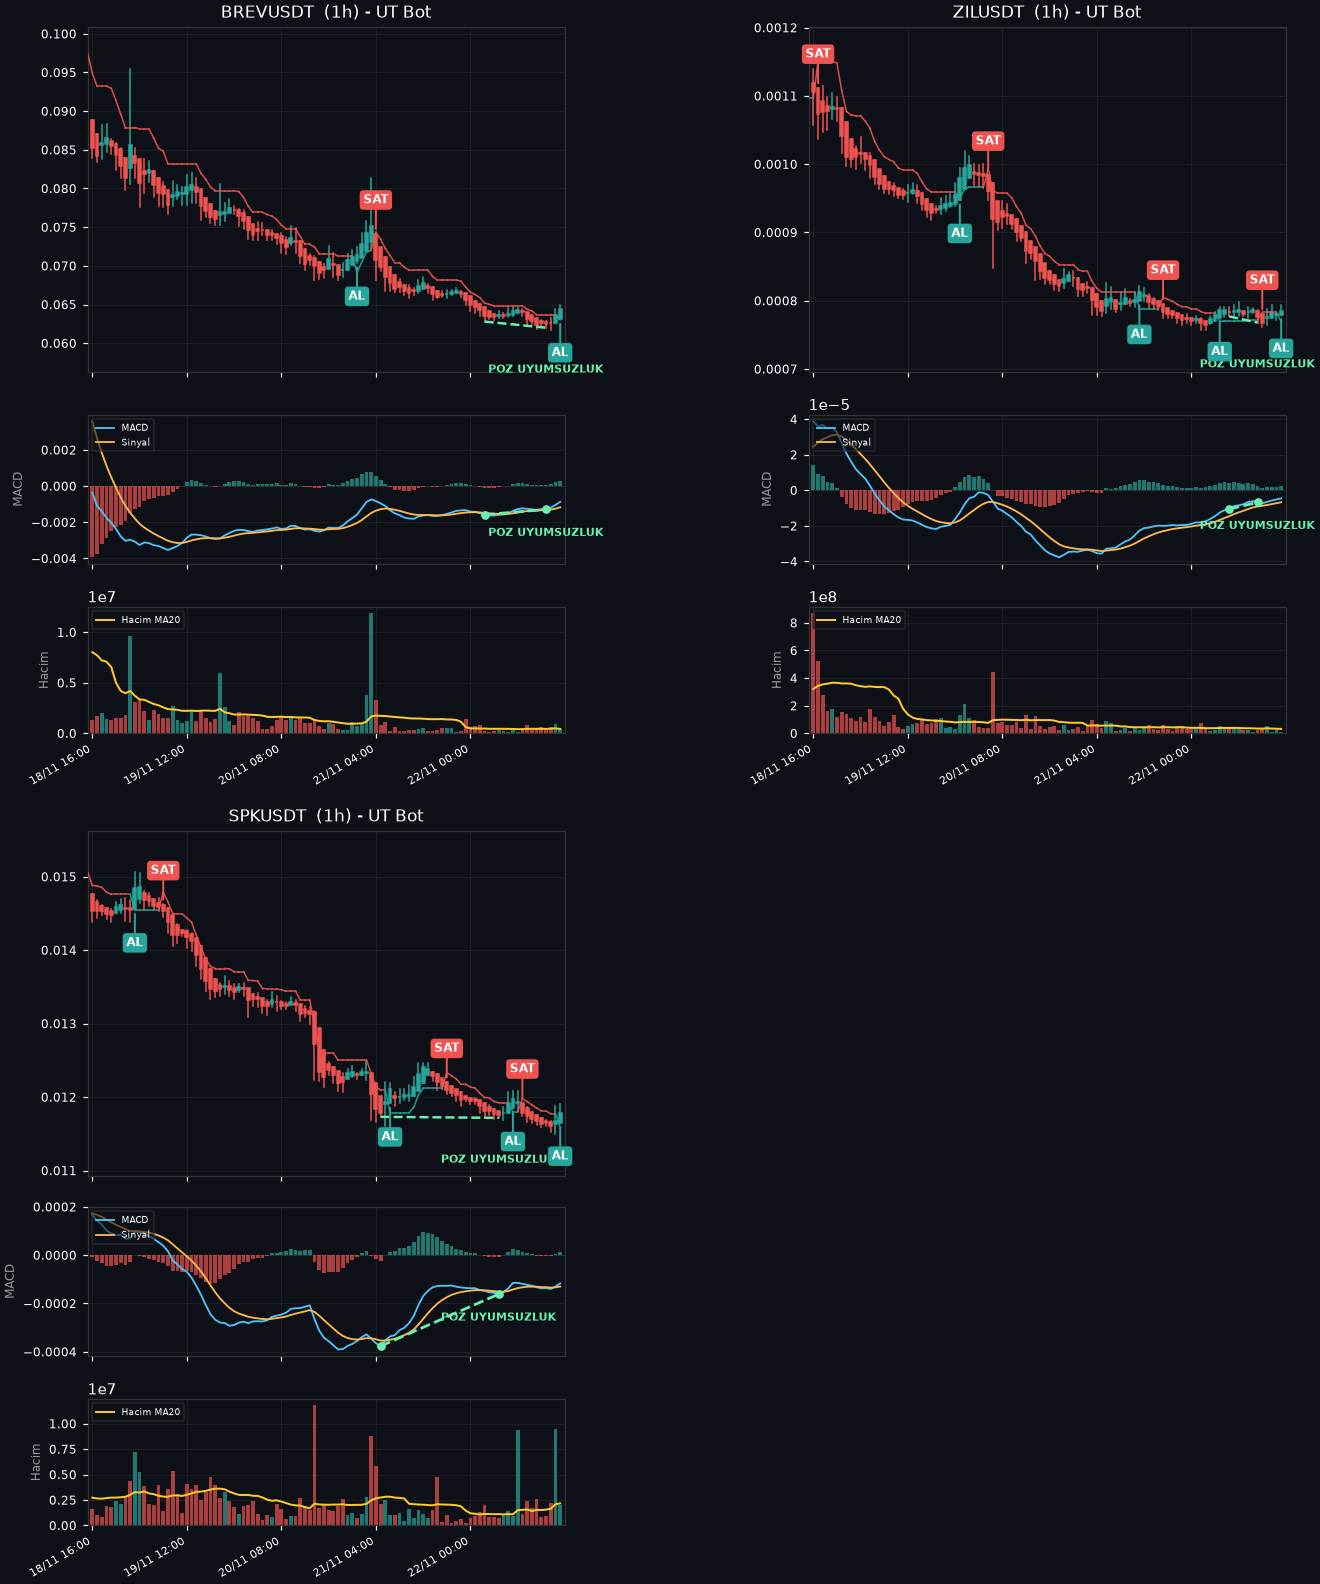 BREVUSDT (1h) - UT Bot
0.100
0.095
0.090
0.085
0.080
0.075
0.070
0.065
0.060
SAT
AL
AL
POZ UYUMSUZLUK
MACD
0.002
0.000
−0.002
−0.004
MACD
Sinyal
POZ UYUMSUZLUK
1e7
Hacim
1.0
0.5
0.0
Hacim MA20
18/11 16:00
19/11 12:00
20/11 08:00
21/11 04:00
22/11 00:00
ZILUSDT (1h) - UT Bot
0.0012
0.0011
0.0010
0.0009
0.0008
0.0007
SAT
SAT
AL
SAT
AL
SAT
AL
AL
POZ UYUMSUZLUK
1e−5
MACD
4
2
0
−2
−4
MACD
Sinyal
POZ UYUMSUZLUK
1e8
Hacim
8
6
4
2
0
Hacim MA20
18/11 16:00
19/11 12:00
20/11 08:00
21/11 04:00
22/11 00:00
SPKUSDT (1h) - UT Bot
0.015
0.014
0.013
0.012
0.011
SAT
AL
SAT
SAT
AL
AL
AL
POZ UYUMSUZLU
MACD
0.0002
0.0000
−0.0002
−0.0004
MACD
Sinyal
POZ UYUMSUZLUK
1e7
Hacim
1.00
0.75
0.50
0.25
0.00
Hacim MA20
18/11 16:00
19/11 12:00
20/11 08:00
21/11 04:00
22/11 00:00